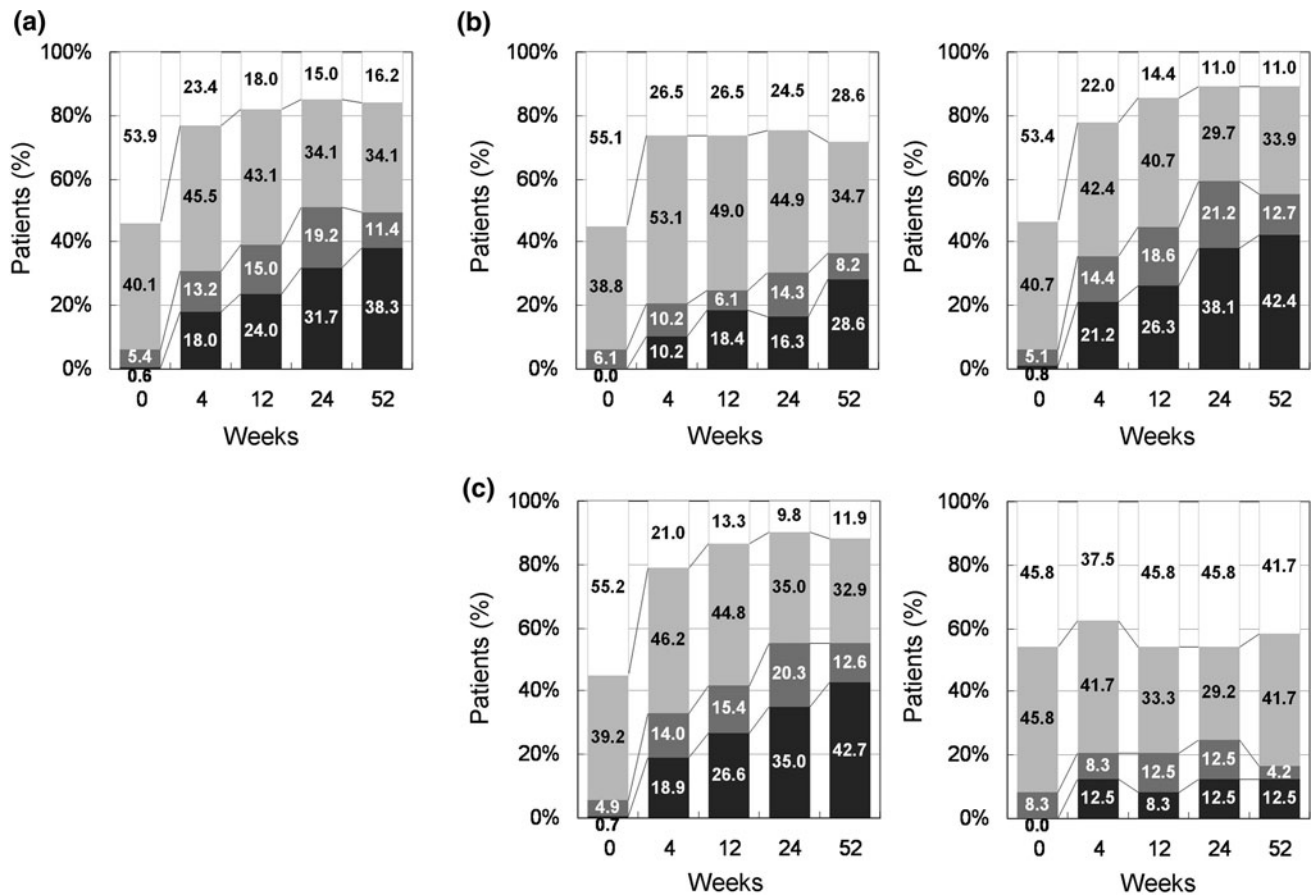 (a)
100%
80%
60%
40%
20%
0%
Patients (%)
53.9 23.4 18.0 15.0 16.2
40.1 45.5 43.1 34.1 34.1
5.4 13.2 15.0 19.2 11.4
0.6 18.0 24.0 31.7 38.3
0 4 12 24 52
Weeks
(b)
100%
80%
60%
40%
20%
0%
Patients (%)
55.1 26.5 26.5 24.5 28.6
38.8 53.1 49.0 44.9 34.7
6.1 10.2 6.1 14.3 8.2
0.0 10.2 18.4 16.3 28.6
0 4 12 24 52
Weeks
100%
80%
60%
40%
20%
0%
Patients (%)
53.4 22.0 14.4 11.0 11.0
40.7 42.4 40.7 29.7 33.9
5.1 14.4 18.6 21.2 12.7
0.8 21.2 26.3 38.1 42.4
0 4 12 24 52
Weeks
(c)
100%
80%
60%
40%
20%
0%
Patients (%)
55.2 21.0 13.3 9.8 11.9
39.2 46.2 44.8 35.0 32.9
4.9 14.0 15.4 20.3 12.6
0.7 18.9 26.6 35.0 42.7
0 4 12 24 52
Weeks
100%
80%
60%
40%
20%
0%
Patients (%)
45.8 37.5 45.8 45.8 41.7
45.8 41.7 33.3 29.2 41.7
8.3 8.3 12.5 12.5 4.2
0.0 12.5 8.3 12.5 12.5
0 4 12 24 52
Weeks